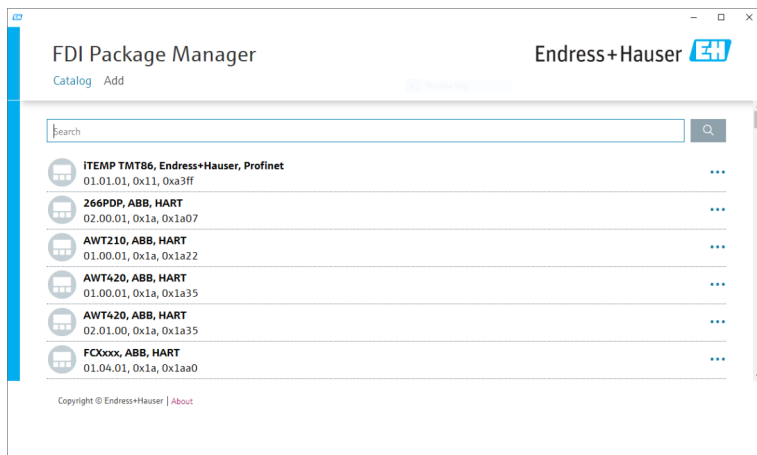 EH
FDI Package Manager
Endress+Hauser EH
Catalog Add
Search
iTEMP TMT86, Endress+Hauser, Profinet
01.01.01, 0x11, 0xa3ff
266PDP, ABB, HART
02.00.01, 0x1a, 0x1a07
AWT210, ABB, HART
01.00.01, 0x1a, 0x1a22
AWT420, ABB, HART
01.00.01, 0x1a, 0x1a35
AWT420, ABB, HART
02.01.00, 0x1a, 0x1a35
FCXxxx, ABB, HART
01.04.01, 0x1a, 0x1aa0
Copyright © Endress+Hauser | About